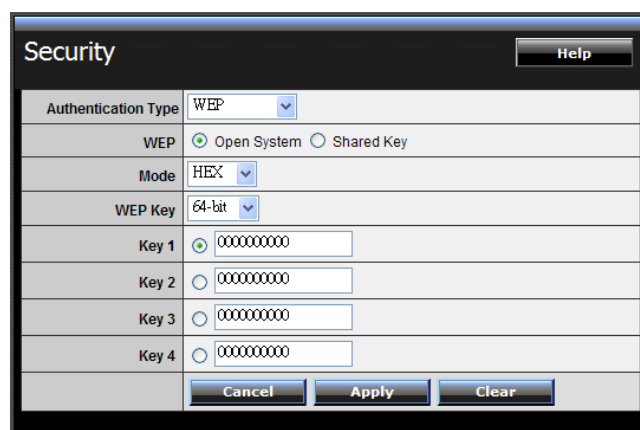 Security
Help
Authentication Type WEP
WEP Open System Shared Key
Mode HEX
WEP Key 64-bit
Key 1 0000000000
Key 2 0000000000
Key 3 0000000000
Key 4 0000000000
Cancel Apply Clear